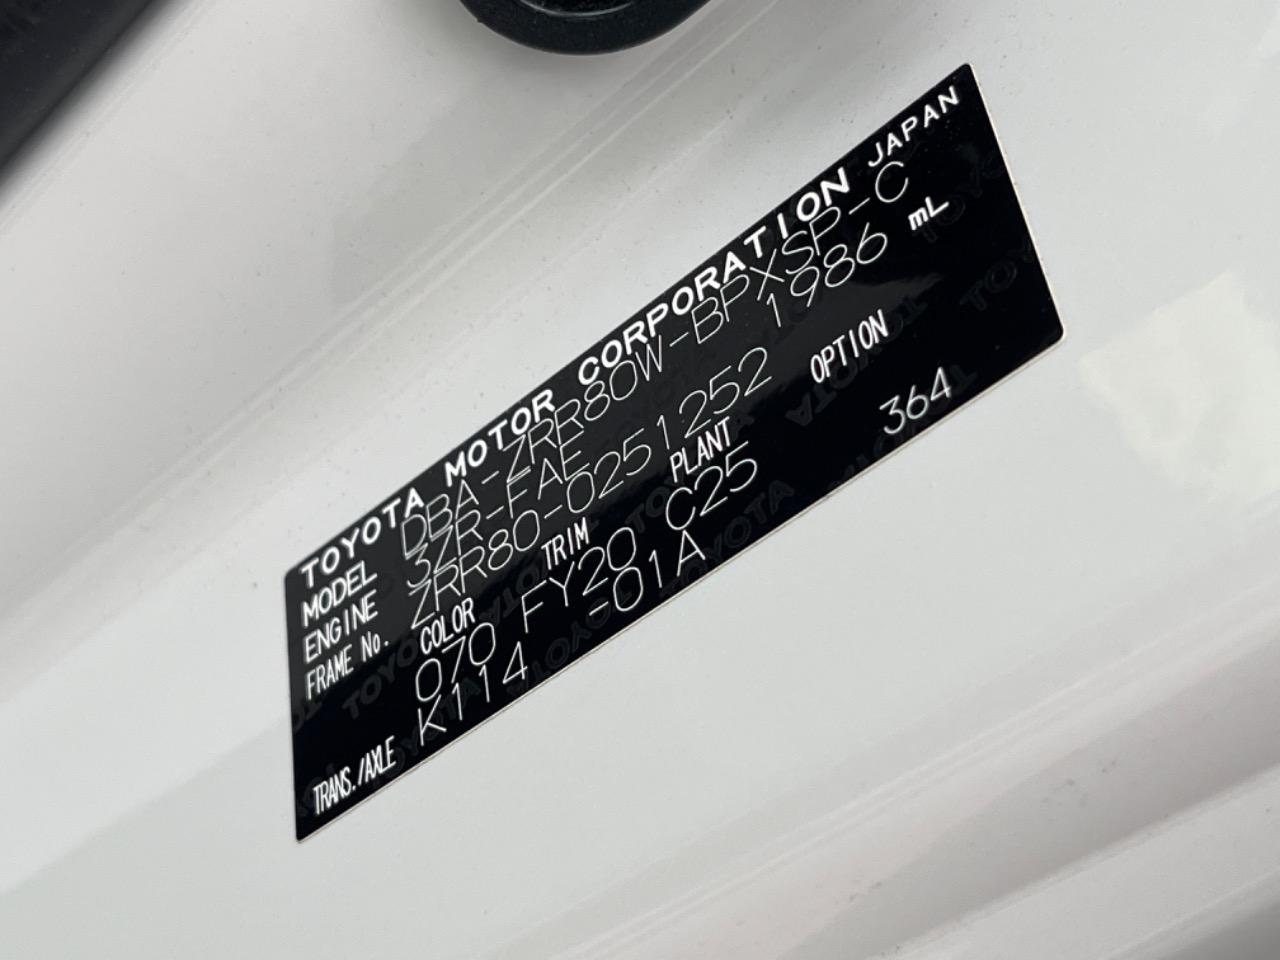 TOYOTA MOTOR CORPORATION JAPAN
MODEL DBA-ZRR80W-BPXSP-C
ENGINE 3ZR-FAE 1986 mL
FRAME No. ZRR80-0251252
COLOR TRIM PLANT OPTION
070 FY20 C25 364
TRANS./AXLE K114 -01A